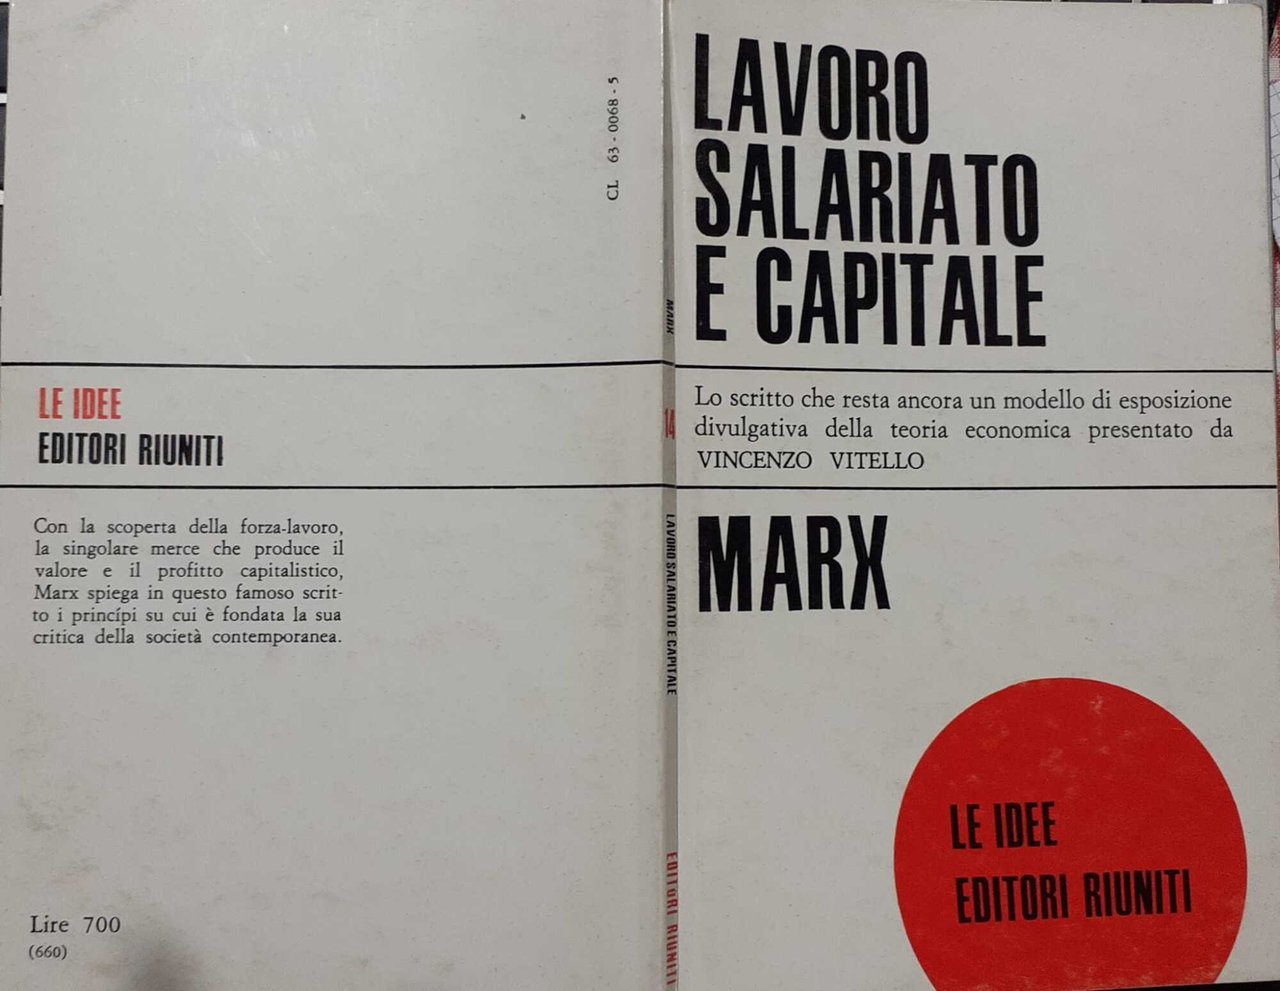 CL 63-0068-5
LE IDEE
EDITORI RIUNITI
Con la scoperta della forza-lavoro,
la singolare merce che produce il
valore e il profitto capitalistico,
Marx spiega in questo famoso scrit-
to i princípi su cui è fondata la sua
critica della società contemporanea.
Lire 700
(660)
MARX
14
LAVORO SALARIATO E CAPITALE
EDITORI RIUNITI
LAVORO
SALARIATO
E CAPITALE
Lo scritto che resta ancora un modello di esposizione
divulgativa della teoria economica presentato da
VINCENZO VITELLO
MARX
LE IDEE
EDITORI RIUNITI